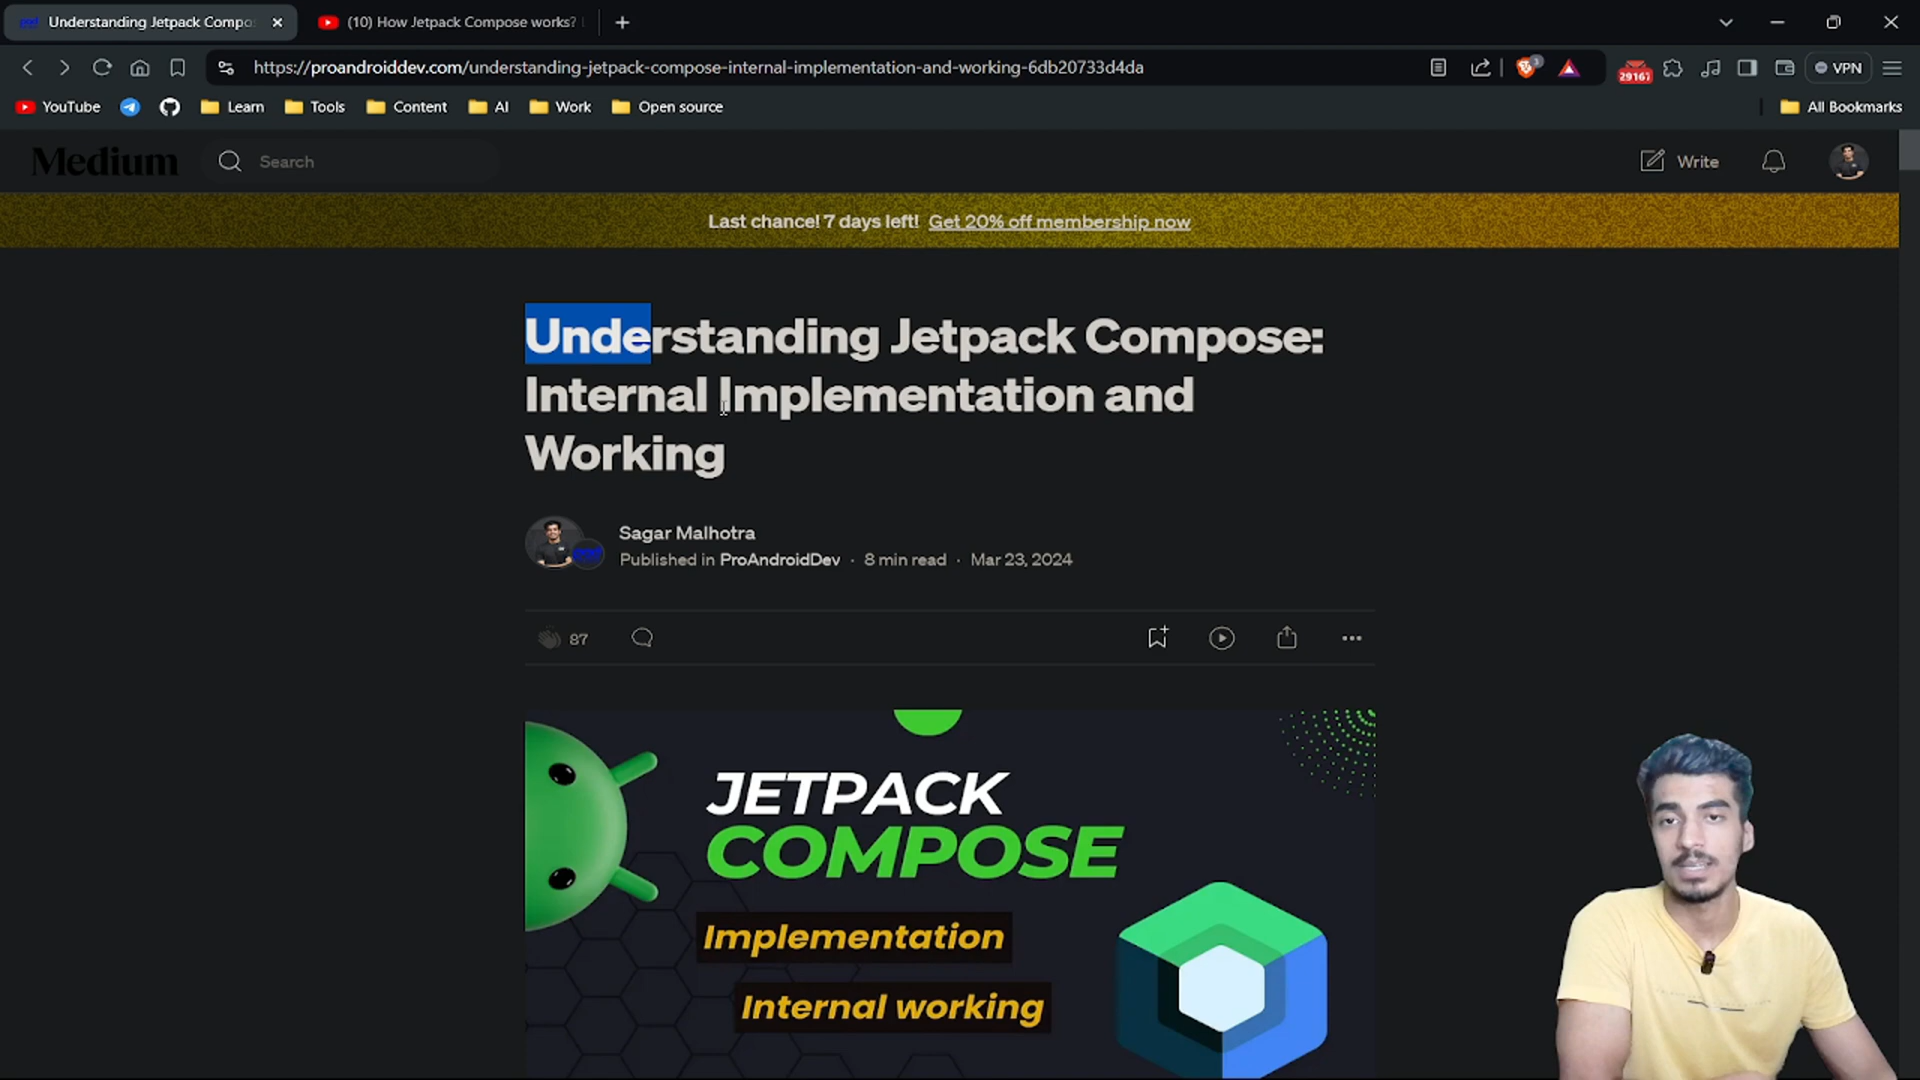 Understanding Jetpack Compo
(10) How Jetpack Compose works?
https://proandroiddev.com/understanding-jetpack-compose-internal-implementation-and-working-6db20733d4da
3
29167
VPN
YouTube
Learn
Tools
Content
AI
Work
Open source
All Bookmarks
Medium
Search
Write
Last chance! 7 days left! Get 20% off membership now
Understanding Jetpack Compose:
Internal Implementation and
Working
Sagar Malhotra
Published in ProAndroidDev · 8 min read · Mar 23, 2024
87
JETPACK
COMPOSE
Implementation
Internal working